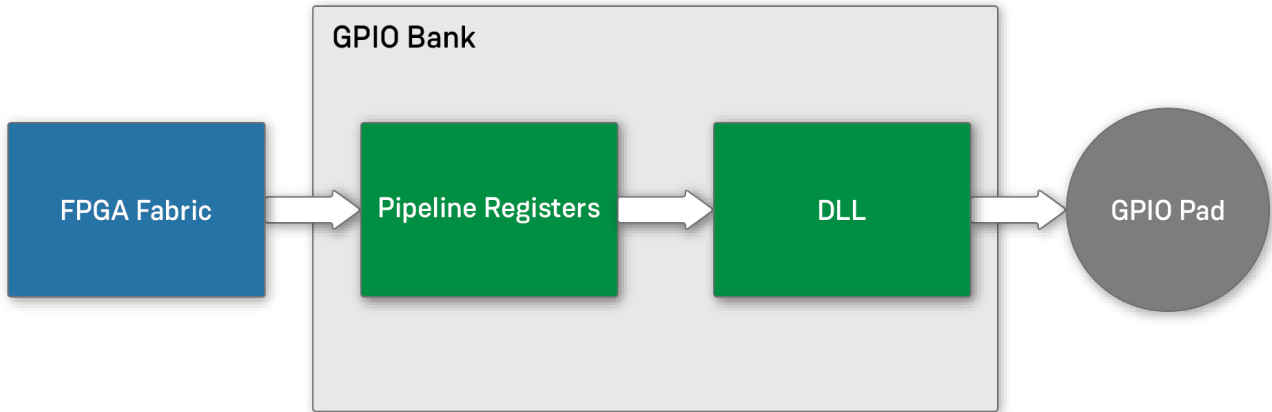 GPIO Bank
FPGA Fabric
Pipeline Registers
DLL
GPIO Pad